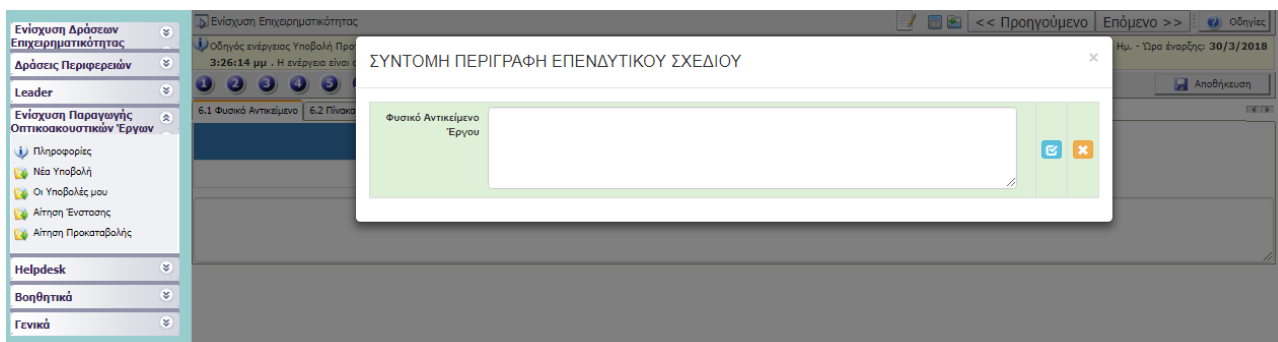 Ενίσχυση Δράσεων
Επιχειρηματικότητας
Δράσεις Περιφερειών
Leader
Ενίσχυση Παραγωγής
Οπτικοακουστικών Έργων
Πληροφορίες
Νέα Υποβολή
Οι Υποβολές μου
Αίτηση Ένστασης
Αίτηση Προκαταβολής
Helpdesk
Βοηθητικά
Γενικά
Ενίσχυση Επιχειρηματικότητας
<< Προηγούμενο Επόμενο >> Οδηγίες
Οδηγός ενέργειας Υποβολή Προ
Ημ. - Ώρα έναρξης: 30/3/2018
3:26:14 μμ . Η ενέργεια είναι
1 2 3 4 5
Αποθήκευση
6.1 Φυσικό Αντικείμενο 6.2 Πίνακα
ΣΥΝΤΟΜΗ ΠΕΡΙΓΡΑΦΗ ΕΠΕΝΔΥΤΙΚΟΥ ΣΧΕΔΙΟΥ ×
Φυσικό Αντικείμενο
Έργου